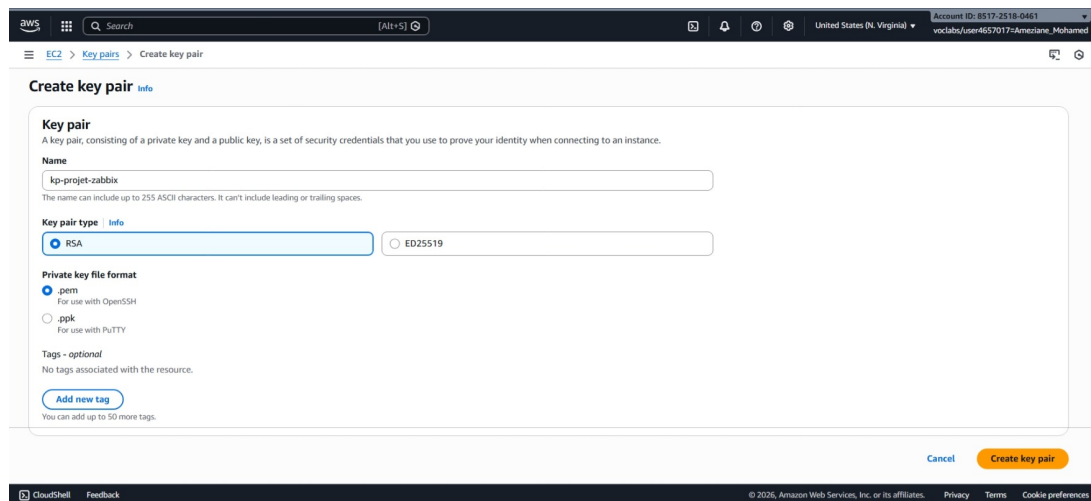 aws
Search
[Alt+S]
United States (N. Virginia)
Account ID: 8517-2518-0461
voclabs/user4657017=Ameziane_Mohamed
EC2 > Key pairs > Create key pair
Create key pair Info
Key pair
A key pair, consisting of a private key and a public key, is a set of security credentials that you use to prove your identity when connecting to an instance.
Name
kp-projet-zabbix
The name can include up to 255 ASCII characters. It can't include leading or trailing spaces.
Key pair type | Info
RSA
ED25519
Private key file format
.pem
For use with OpenSSH
.ppk
For use with PuTTY
Tags - optional
No tags associated with the resource.
Add new tag
You can add up to 50 more tags.
Cancel
Create key pair
CloudShell Feedback
© 2026, Amazon Web Services, Inc. or its affiliates. Privacy Terms Cookie preferences